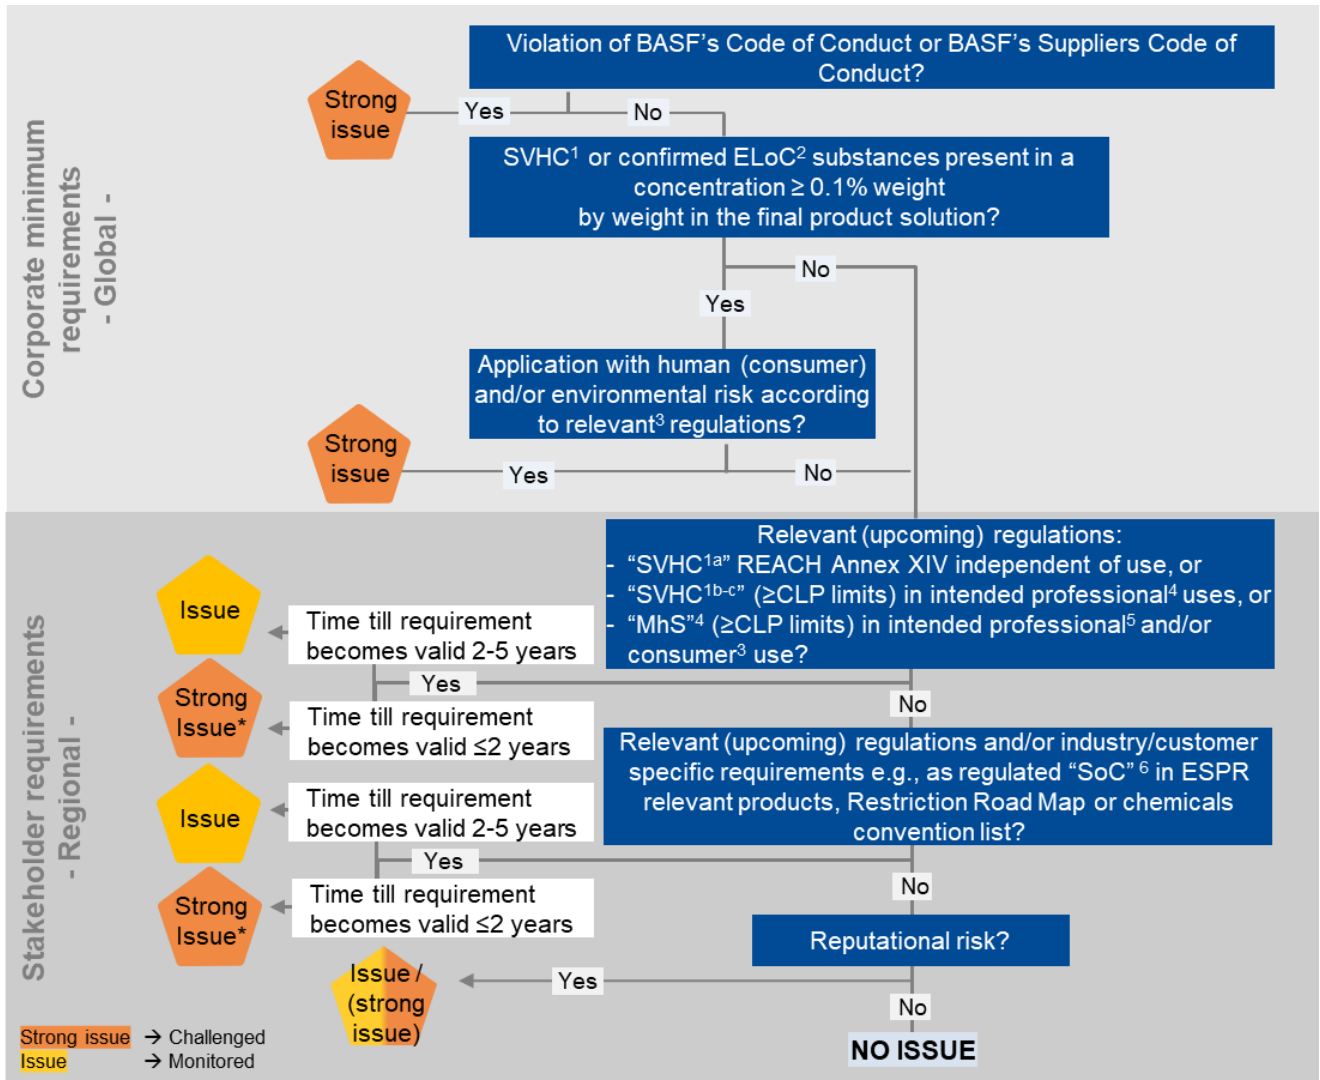 Corporate minimum
requirements
- Global -
Violation of BASF's Code of Conduct or BASF's Suppliers Code of
Conduct?
Strong
issue
Yes
No
SVHC¹ or confirmed ELoC² substances present in a
concentration ≥ 0.1% weight
by weight in the final product solution?
No
Yes
Application with human (consumer)
and/or environmental risk according
to relevant³ regulations?
Strong
issue
Yes
No
Stakeholder requirements
- Regional -
Relevant (upcoming) regulations:
- “SVHC¹ᵃ” REACH Annex XIV independent of use, or
- “SVHC¹ᵇ⁻ᶜ” (≥CLP limits) in intended professional⁴ uses, or
- “MhS”⁴ (≥CLP limits) in intended professional⁵ and/or
consumer³ use?
Issue
Time till requirement
becomes valid 2-5 years
Yes
No
Strong
Issue*
Time till requirement
becomes valid ≤2 years
Relevant (upcoming) regulations and/or industry/customer
specific requirements e.g., as regulated “SoC” ⁶ in ESPR
relevant products, Restriction Road Map or chemicals
convention list?
Issue
Time till requirement
becomes valid 2-5 years
Yes
No
Strong
Issue*
Time till requirement
becomes valid ≤2 years
Reputational risk?
Issue /
(strong
issue)
Yes
No
NO ISSUE
Strong issue → Challenged
Issue → Monitored